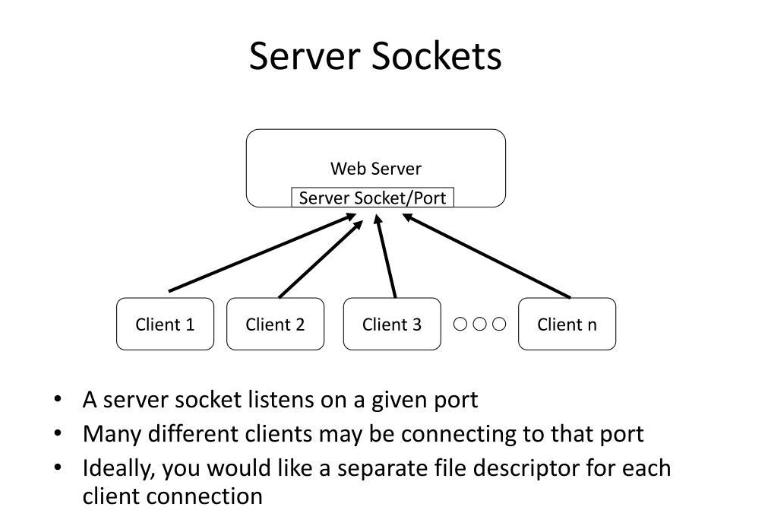 Server Sockets
Web Server
Server Socket/Port
Client 1
Client 2
Client 3
Client n
• A server socket listens on a given port
• Many different clients may be connecting to that port
• Ideally, you would like a separate file descriptor for each
client connection